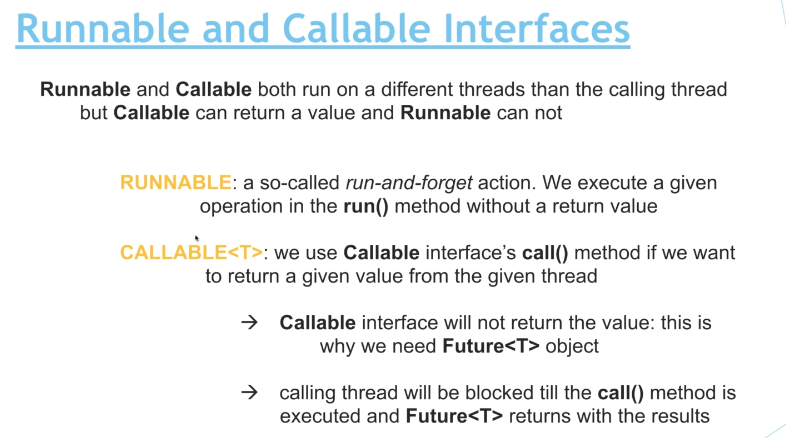 Runnable and Callable Interfaces
Runnable and Callable both run on a different threads than the calling thread
but Callable can return a value and Runnable can not
RUNNABLE: a so-called run-and-forget action. We execute a given
operation in the run() method without a return value
CALLABLE<T>: we use Callable interface's call() method if we want
to return a given value from the given thread
→ Callable interface will not return the value: this is
why we need Future<T> object
→ calling thread will be blocked till the call() method is
executed and Future<T> returns with the results